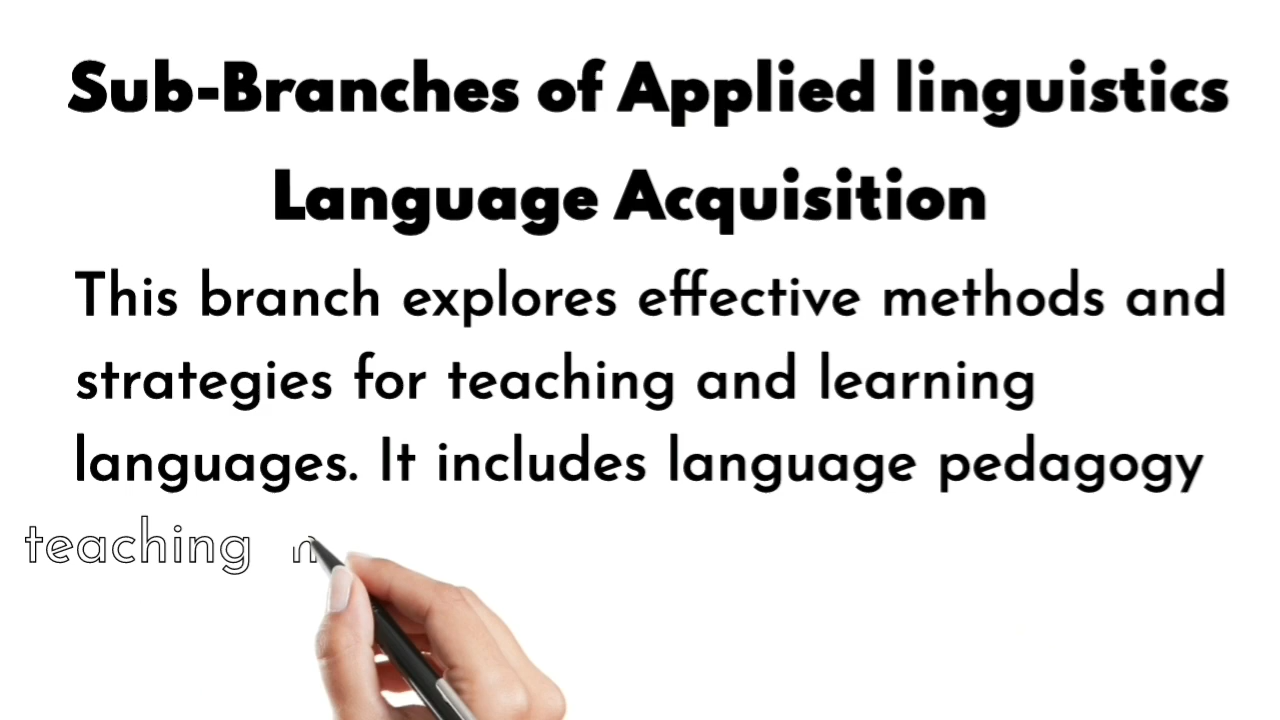 Sub-Branches of Applied linguistics
Language Acquisition
This branch explores effective methods and
strategies for teaching and learning
languages. It includes language pedagogy
teaching